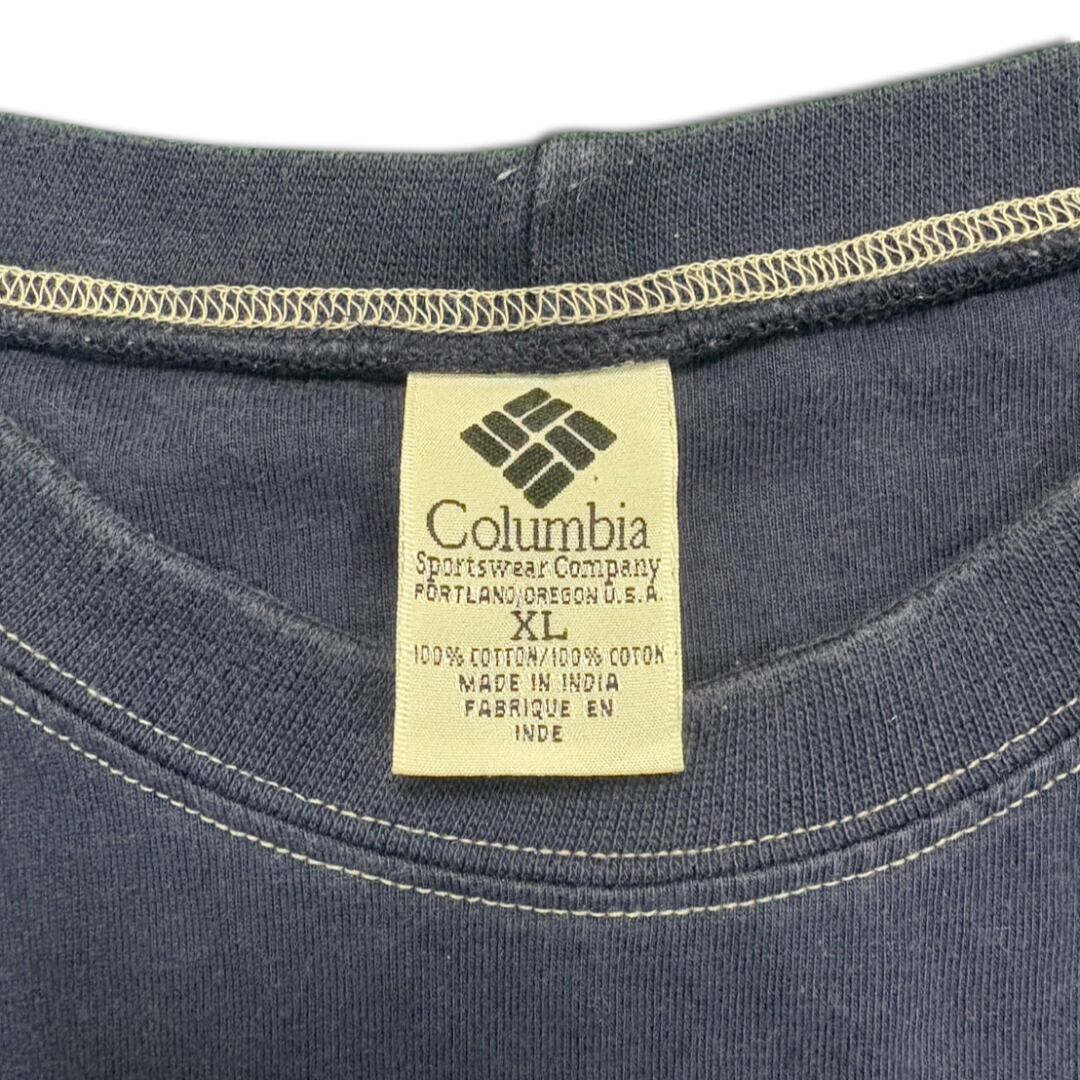 Columbia
Sportswear Company
PORTLAND, OREGON U.S.A.
XL
100% COTTON/100% COTON
MADE IN INDIA
FABRIQUE EN
INDE